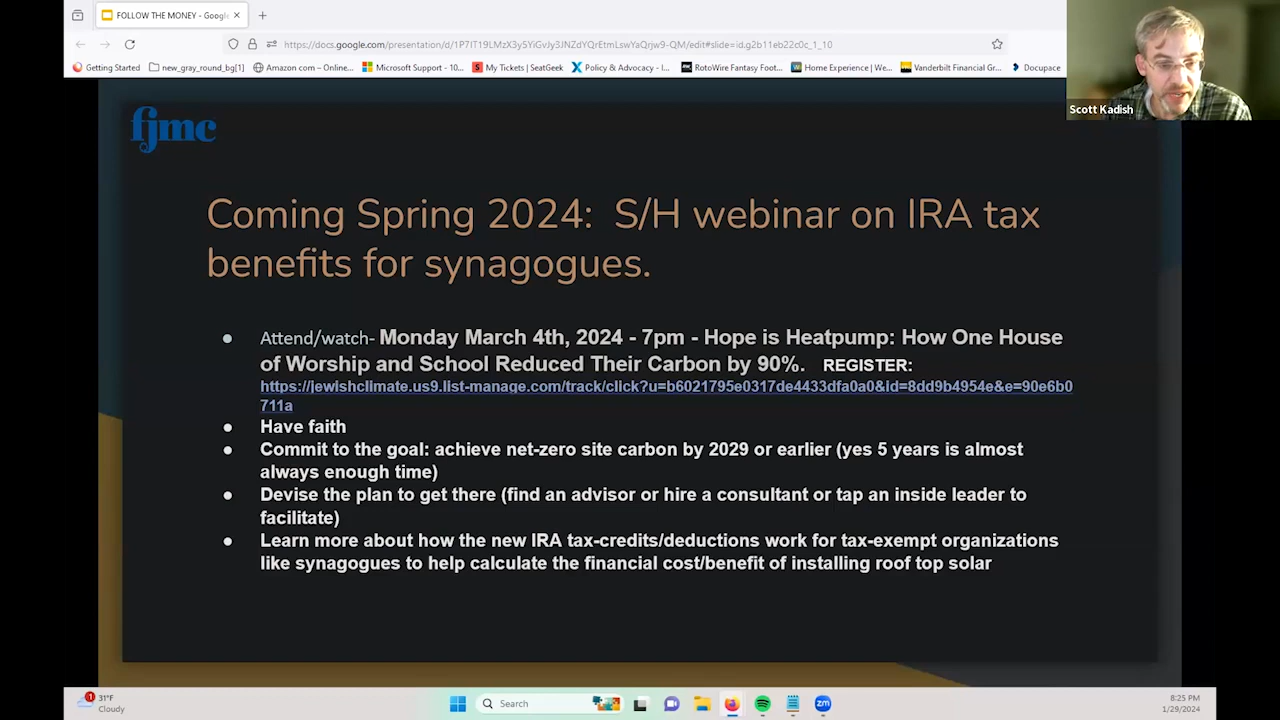 FOLLOW THE MONEY - Google
https://docs.google.com/presentation/d/1P7IT19LMzX3y5YiGvJy3JNZdYQrEtmLswYaQrjw9-QM/edit#slide=id.g2b11eb22c0c_1_10
Getting Started new_gray_round_bg[1] Amazon com – Online... Microsoft Support - 10... My Tickets | SeatGeek Policy & Advocacy - I... RotoWire Fantasy Foot... Home Experience | We... Vanderbilt Financial Gr... Docupace
Scott Kadish
fjmc
Coming Spring 2024: S/H webinar on IRA tax
benefits for synagogues.
● Attend/watch- Monday March 4th, 2024 - 7pm - Hope is Heatpump: How One House
of Worship and School Reduced Their Carbon by 90%. REGISTER:
https://jewishclimate.us9.list-manage.com/track/click?u=b6021795e0317de4433dfa0a0&id=8dd9b4954e&e=90e6b0
711a
● Have faith
● Commit to the goal: achieve net-zero site carbon by 2029 or earlier (yes 5 years is almost
always enough time)
● Devise the plan to get there (find an advisor or hire a consultant or tap an inside leader to
facilitate)
● Learn more about how the new IRA tax-credits/deductions work for tax-exempt organizations
like synagogues to help calculate the financial cost/benefit of installing roof top solar
1
31°F
Cloudy
Search
zm
8:25 PM
1/29/2024